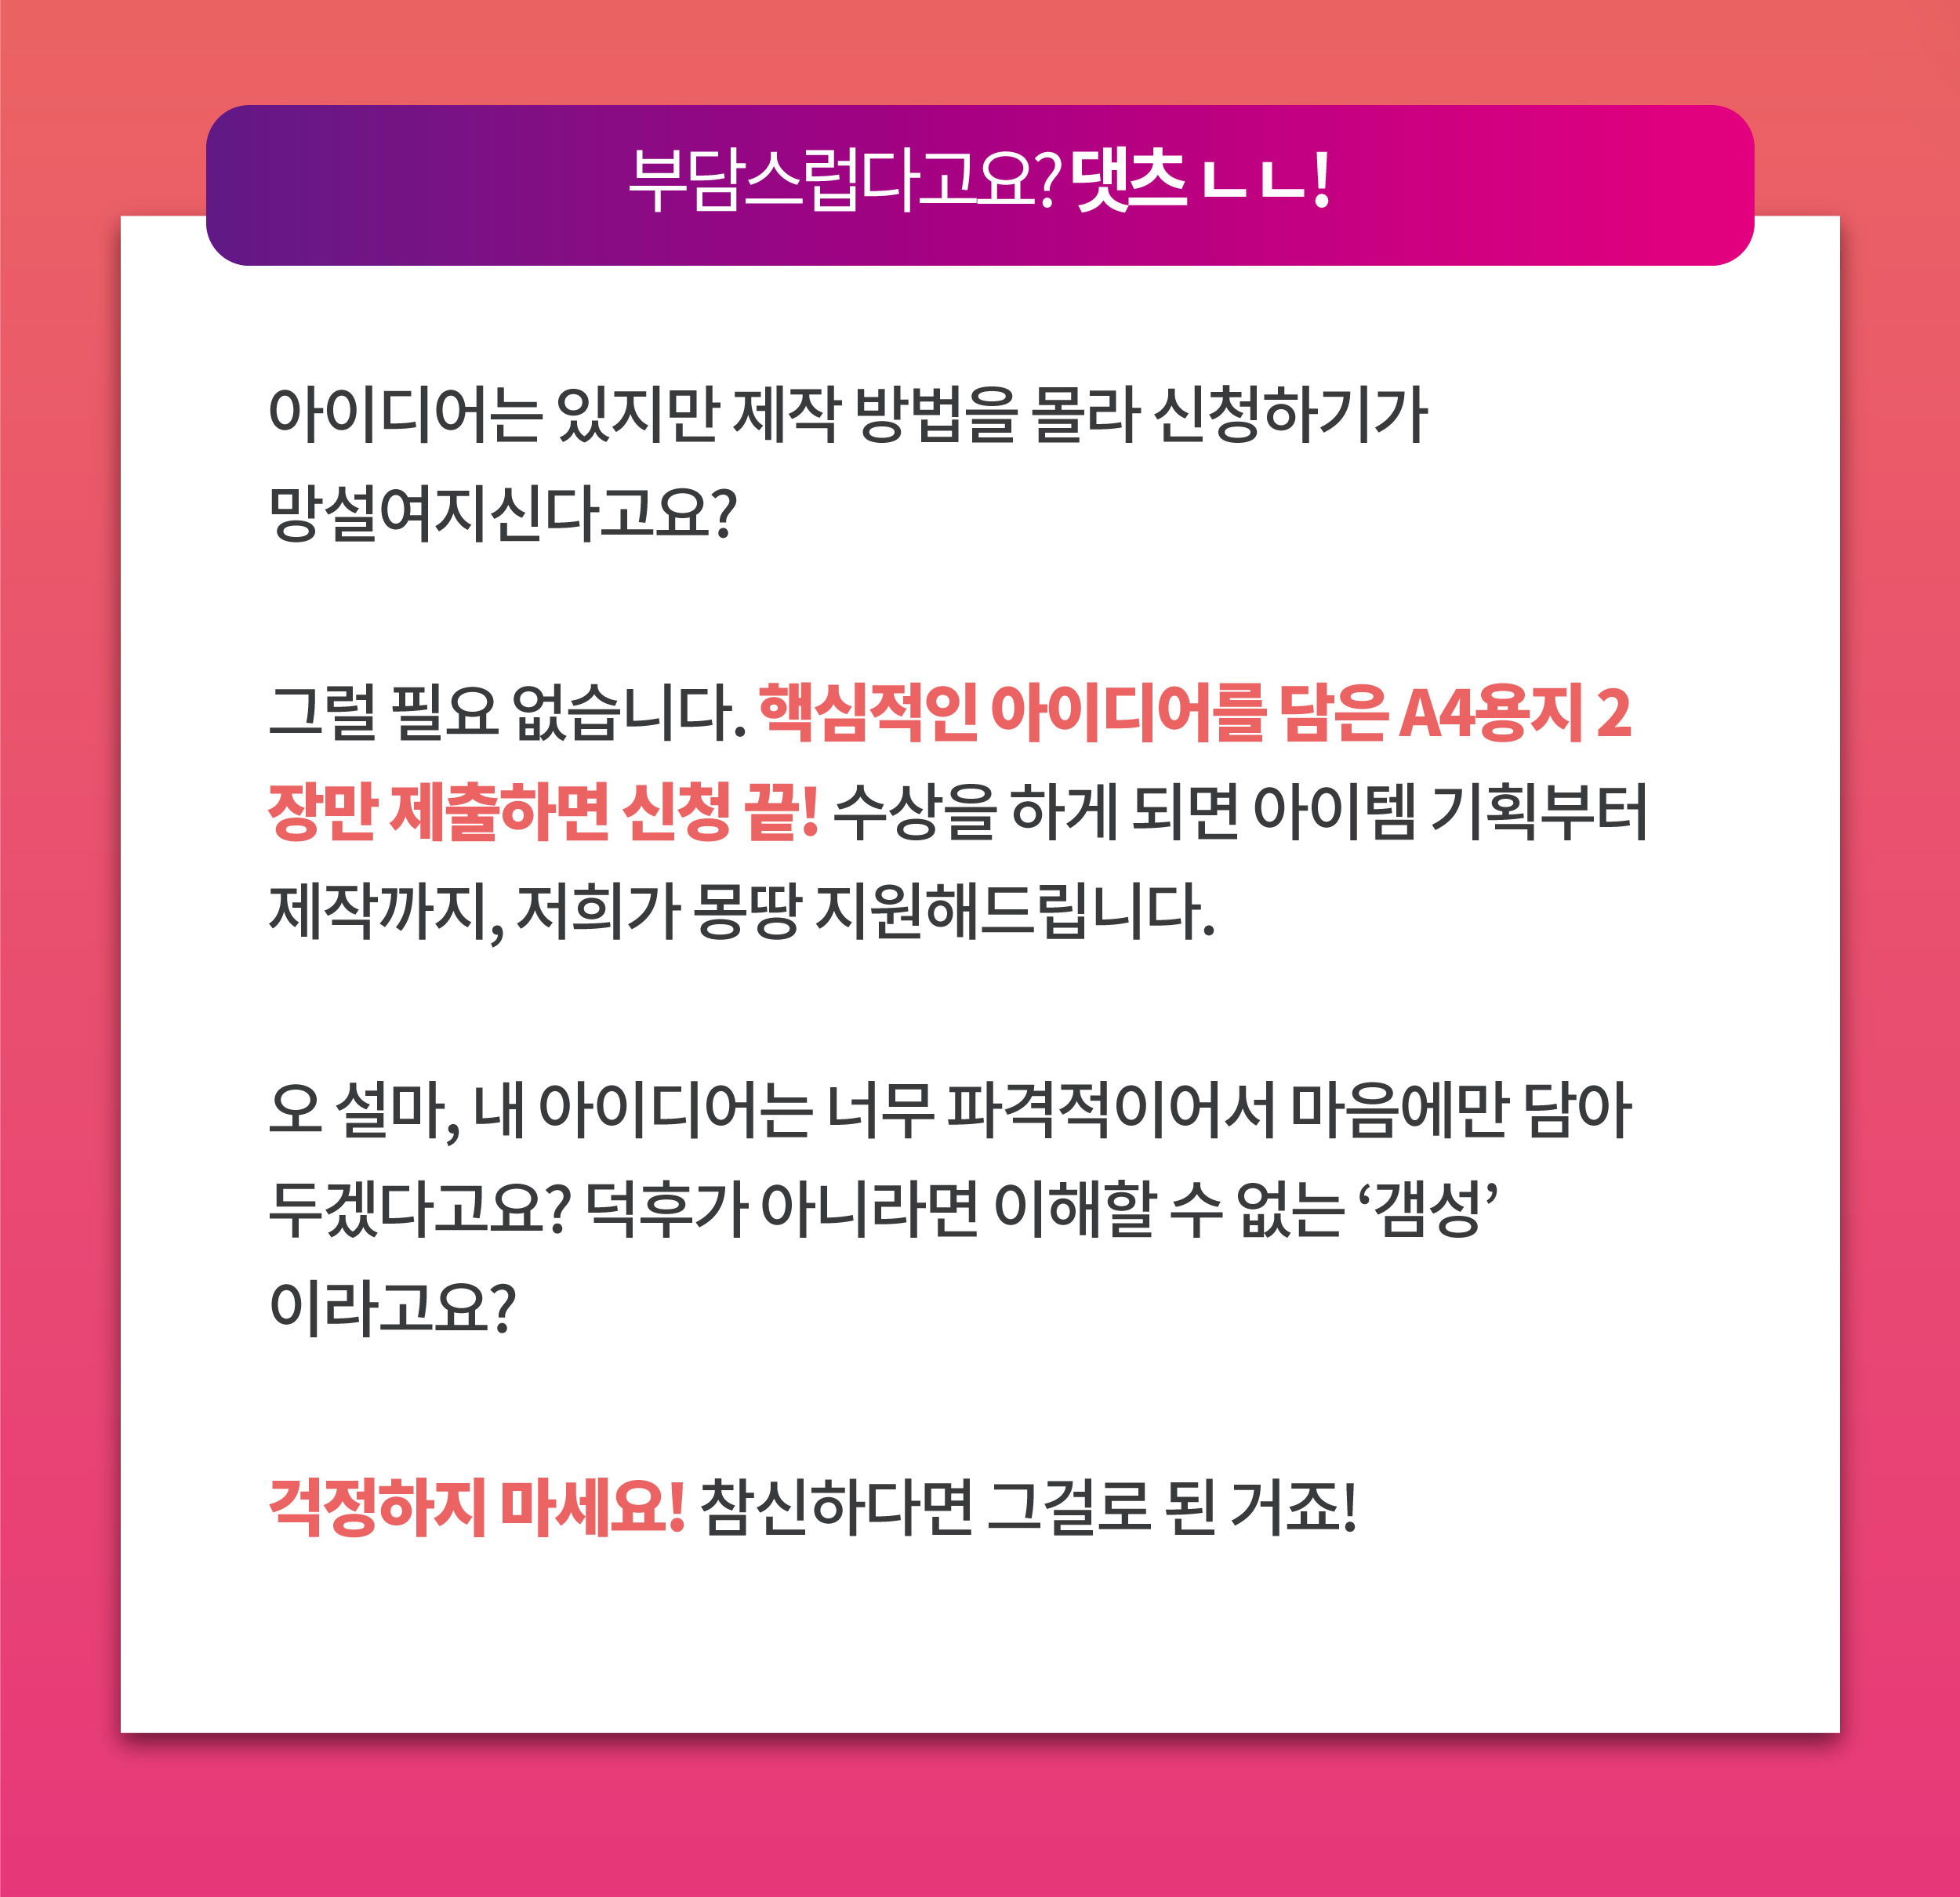 부담스럽다고요? 댓츠 ㄴㄴ!
아이디어는 있지만 제작 방법을 몰라 신청하기가
망설여지신다고요?
그럴 필요 없습니다. 핵심적인 아이디어를 담은 A4용지 2
장만 제출하면 신청 끝! 수상을 하게 되면 아이템 기획부터
제작까지, 저희가 몽땅 지원해드립니다.
오 설마, 내 아이디어는 너무 파격적이어서 마음에만 담아
두겠다고요? 덕후가 아니라면 이해할 수 없는 ‘갬성’
이라고요?
걱정하지 마세요! 참신하다면 그걸로 된 거죠!